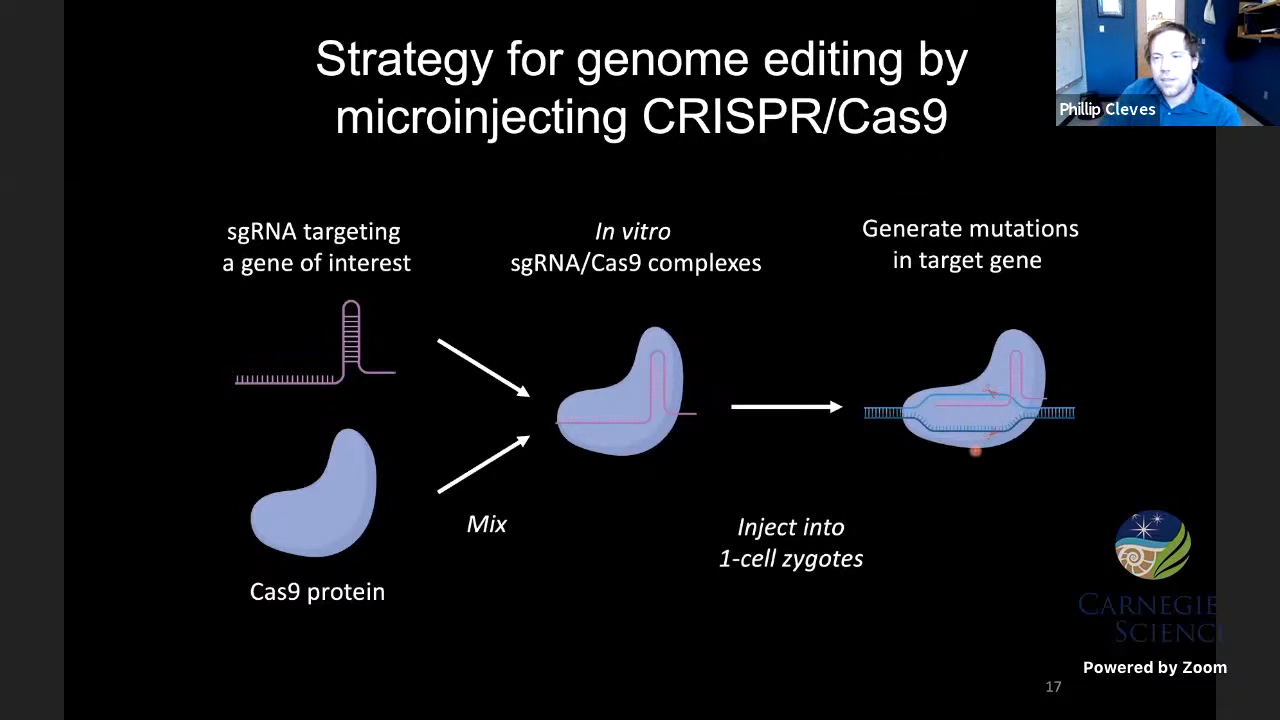 Strategy for genome editing by
microinjecting CRISPR/Cas9
Phillip Cleves
sgRNA targeting
a gene of interest
In vitro
sgRNA/Cas9 complexes
Generate mutations
in target gene
Mix
Inject into
1-cell zygotes
Cas9 protein
CARNEGIE
SCIENC
Powered by Zoom
17